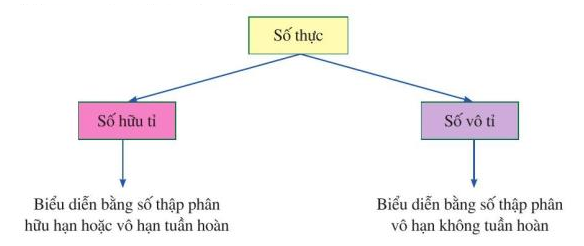 Số thực
Số hữu tỉ
Số vô tỉ
Biểu diễn bằng số thập phân
hữu hạn hoặc vô hạn tuần hoàn
Biểu diễn bằng số thập phân
vô hạn không tuần hoàn